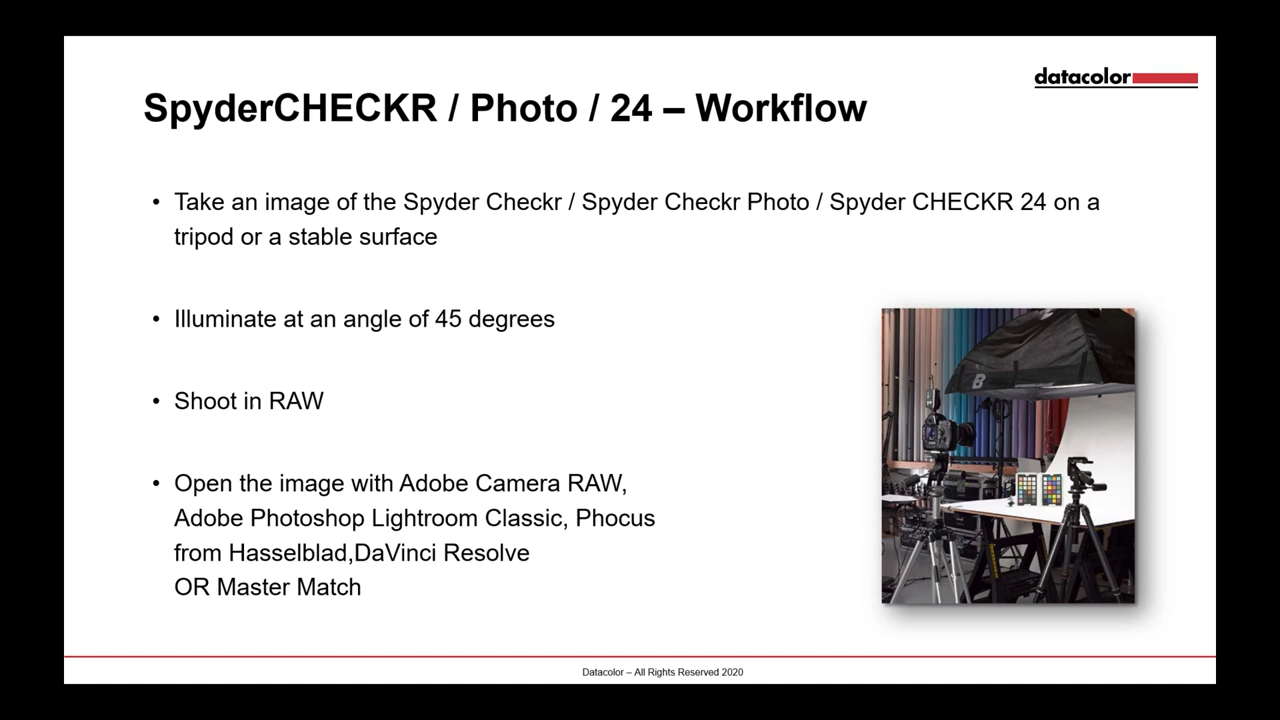 datacolor
SpyderCHECKR / Photo / 24 – Workflow
• Take an image of the Spyder Checkr / Spyder Checkr Photo / Spyder CHECKR 24 on a
tripod or a stable surface
• Illuminate at an angle of 45 degrees
• Shoot in RAW
• Open the image with Adobe Camera RAW,
Adobe Photoshop Lightroom Classic, Phocus
from Hasselblad,DaVinci Resolve
OR Master Match
B
Datacolor – All Rights Reserved 2020